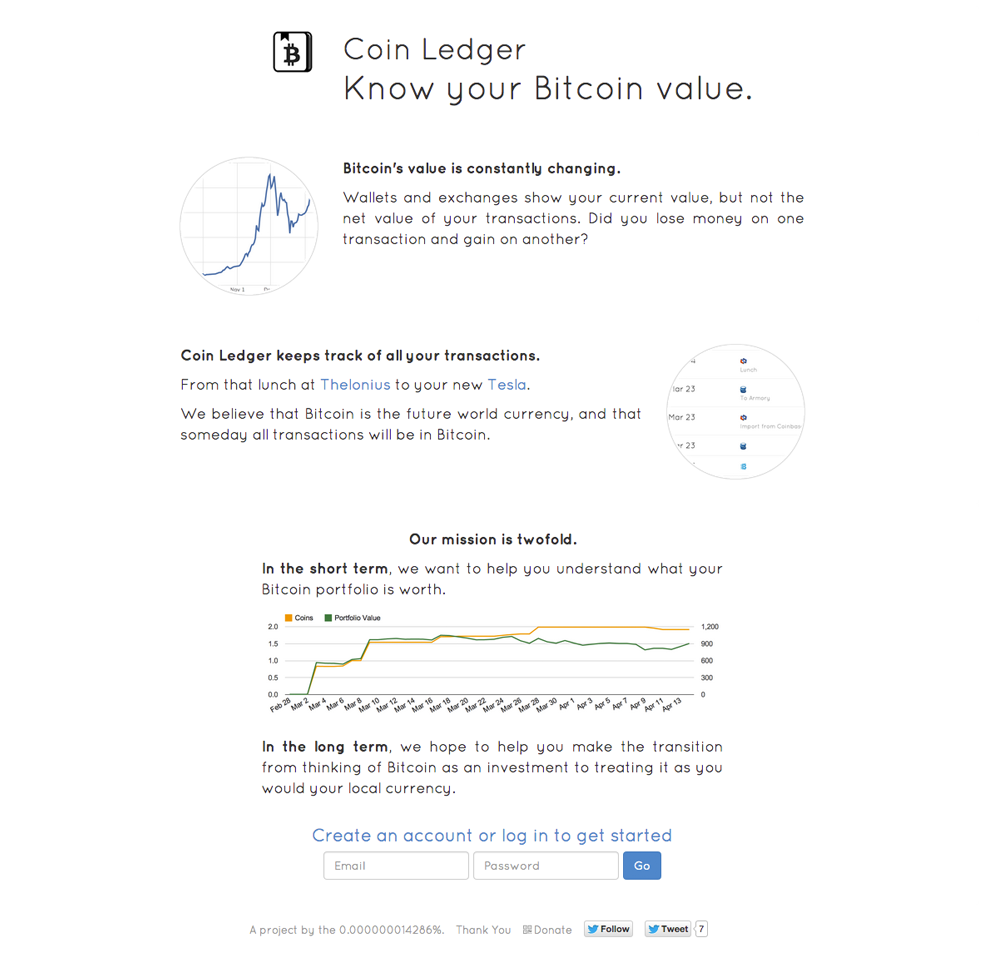 Coin Ledger
Know your Bitcoin value.
Bitcoin's value is constantly changing.
Wallets and exchanges show your current value, but not the
net value of your transactions. Did you lose money on one
transaction and gain on another?
Nov 1
Coin Ledger keeps track of all your transactions.
From that lunch at Thelonius to your new Tesla.
We believe that Bitcoin is the future world currency, and that
someday all transactions will be in Bitcoin.
Lunch
Mar 23
To Armory
Mar 23
Import from Coinbas
23
Our mission is twofold.
In the short term, we want to help you understand what your
Bitcoin portfolio is worth.
Coins Portfolio Value
2.0 1,200
1.5 900
1.0 600
0.5 300
0.0 0
Feb 28 Mar 2 Mar 4 Mar 6 Mar 8 Mar 10 Mar 12 Mar 14 Mar 16 Mar 18 Mar 20 Mar 22 Mar 24 Mar 26 Mar 28 Mar 30 Apr 1 Apr 3 Apr 5 Apr 7 Apr 9 Apr 11 Apr 13
In the long term, we hope to help you make the transition
from thinking of Bitcoin as an investment to treating it as you
would your local currency.
Create an account or log in to get started
Email Password Go
A project by the 0.000000014286%. Thank You Donate Follow Tweet 7